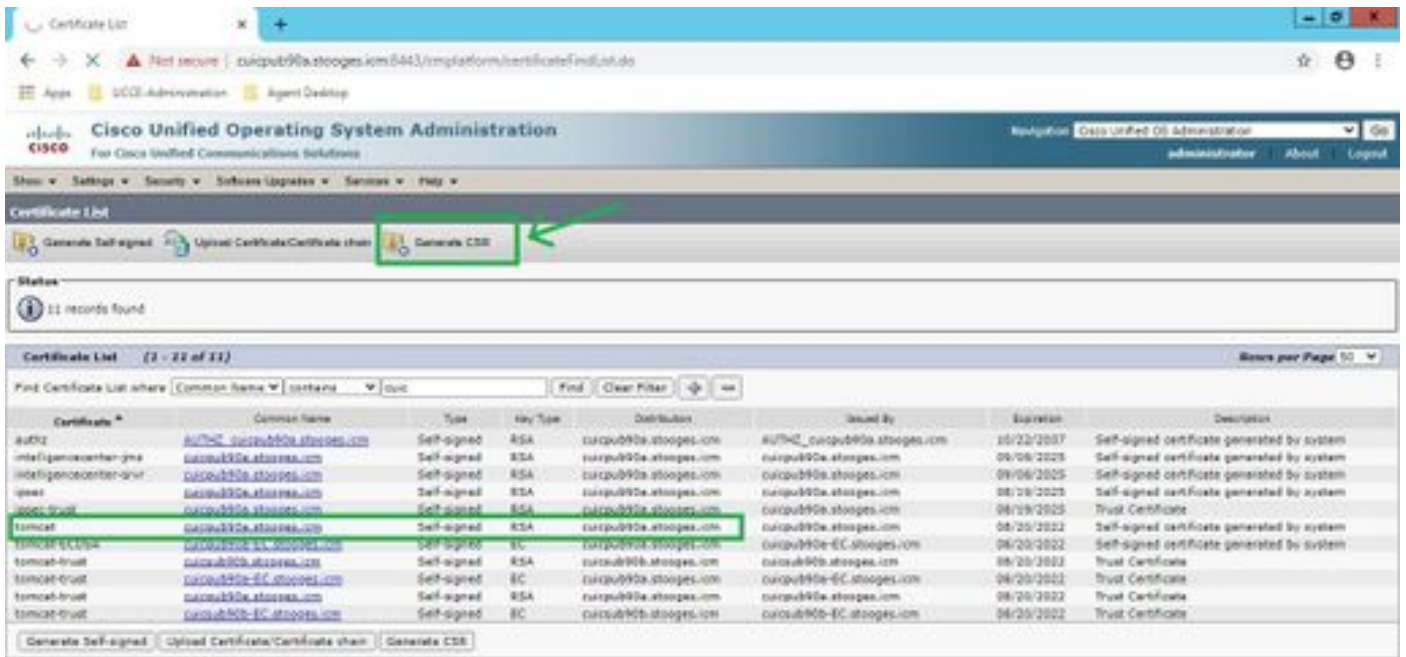 Certificate List
Not secure | cuicpub90a.stooges.icm:8443/cmplatform/certificateFindList.do
Apps UCCE-Administration Agent Desktop
CISCO
Cisco Unified Operating System Administration
For Cisco Unified Communications Solutions
Navigation Cisco Unified OS Administration Go
administrator About Logout
Show Settings Security Software Upgrades Services Help
Certificate List
Generate Self-signed Upload Certificate/Certificate chain Generate CSR
Status
11 records found
Certificate List (1 - 11 of 11) Rows per Page 50
Find Certificate List where Common Name contains cuic Find Clear Filter
Certificate Common Name Type Key Type Distribution Issued By Expiration Description
authz AUTHZ_cuicpub90a.stooges.icm Self-signed RSA cuicpub90a.stooges.icm AUTHZ_cuicpub90a.stooges.icm 10/22/2037 Self-signed certificate generated by system
cuicpub90a.stooges.icm Self-signed RSA cuicpub90a.stooges.icm cuicpub90a.stooges.icm Self-signed certificate generated by system
cuicpub90a.stooges.icm Self-signed RSA cuicpub90a.stooges.icm cuicpub90a.stooges.icm Self-signed certificate generated by system
ipsec cuicpub90a.stooges.icm Self-signed RSA cuicpub90a.stooges.icm cuicpub90a.stooges.icm 08/19/2025 Self-signed certificate generated by system
ipsec-trust cuicpub90a.stooges.icm Self-signed RSA cuicpub90a.stooges.icm cuicpub90a.stooges.icm 08/19/2025 Trust Certificate
tomcat cuicpub90a.stooges.icm Self-signed RSA cuicpub90a.stooges.icm cuicpub90a.stooges.icm 08/20/2022 Self-signed certificate generated by system
tomcat-ECDSA cuicpub90a-EC.stooges.icm Self-signed EC cuicpub90a.stooges.icm cuicpub90a-EC.stooges.icm 08/20/2022 Self-signed certificate generated by system
tomcat-trust cuicsub90b.stooges.icm Self-signed RSA cuicsub90b.stooges.icm cuicsub90b.stooges.icm 08/20/2022 Trust Certificate
tomcat-trust cuicpub90a-EC.stooges.icm Self-signed EC cuicpub90a.stooges.icm cuicpub90a-EC.stooges.icm 08/20/2022 Trust Certificate
tomcat-trust cuicpub90a.stooges.icm Self-signed RSA cuicpub90a.stooges.icm cuicpub90a.stooges.icm 08/20/2022 Trust Certificate
tomcat-trust cuicsub90b-EC.stooges.icm Self-signed EC cuicsub90b.stooges.icm cuicsub90b-EC.stooges.icm 08/20/2022 Trust Certificate
Generate Self-signed Upload Certificate/Certificate chain Generate CSR